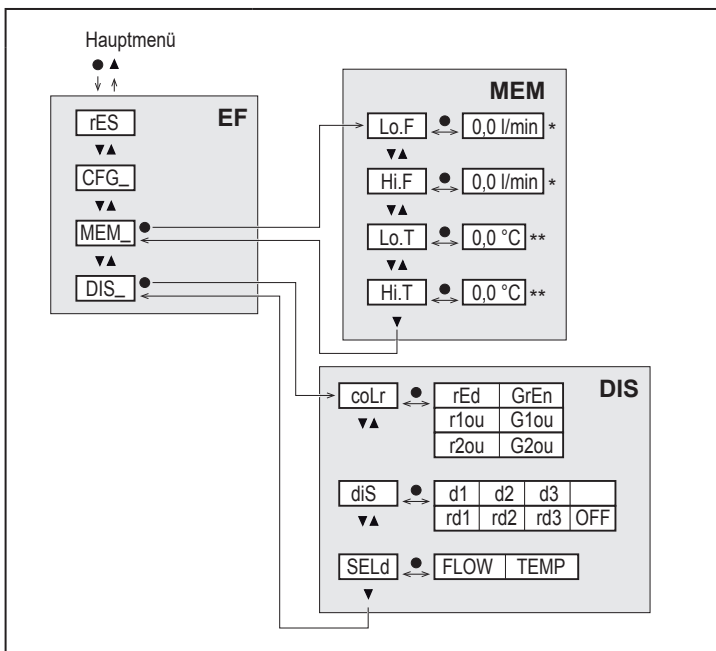 Hauptmenü
EF
rES
CFG_
MEM_
DIS_
MEM
Lo.F 0,0 l/min *
Hi.F 0,0 l/min *
Lo.T 0,0 °C **
Hi.T 0,0 °C **
DIS
coLr rEd GrEn
r1ou G1ou
r2ou G2ou
diS d1 d2 d3
rd1 rd2 rd3 OFF
SELd FLOW TEMP